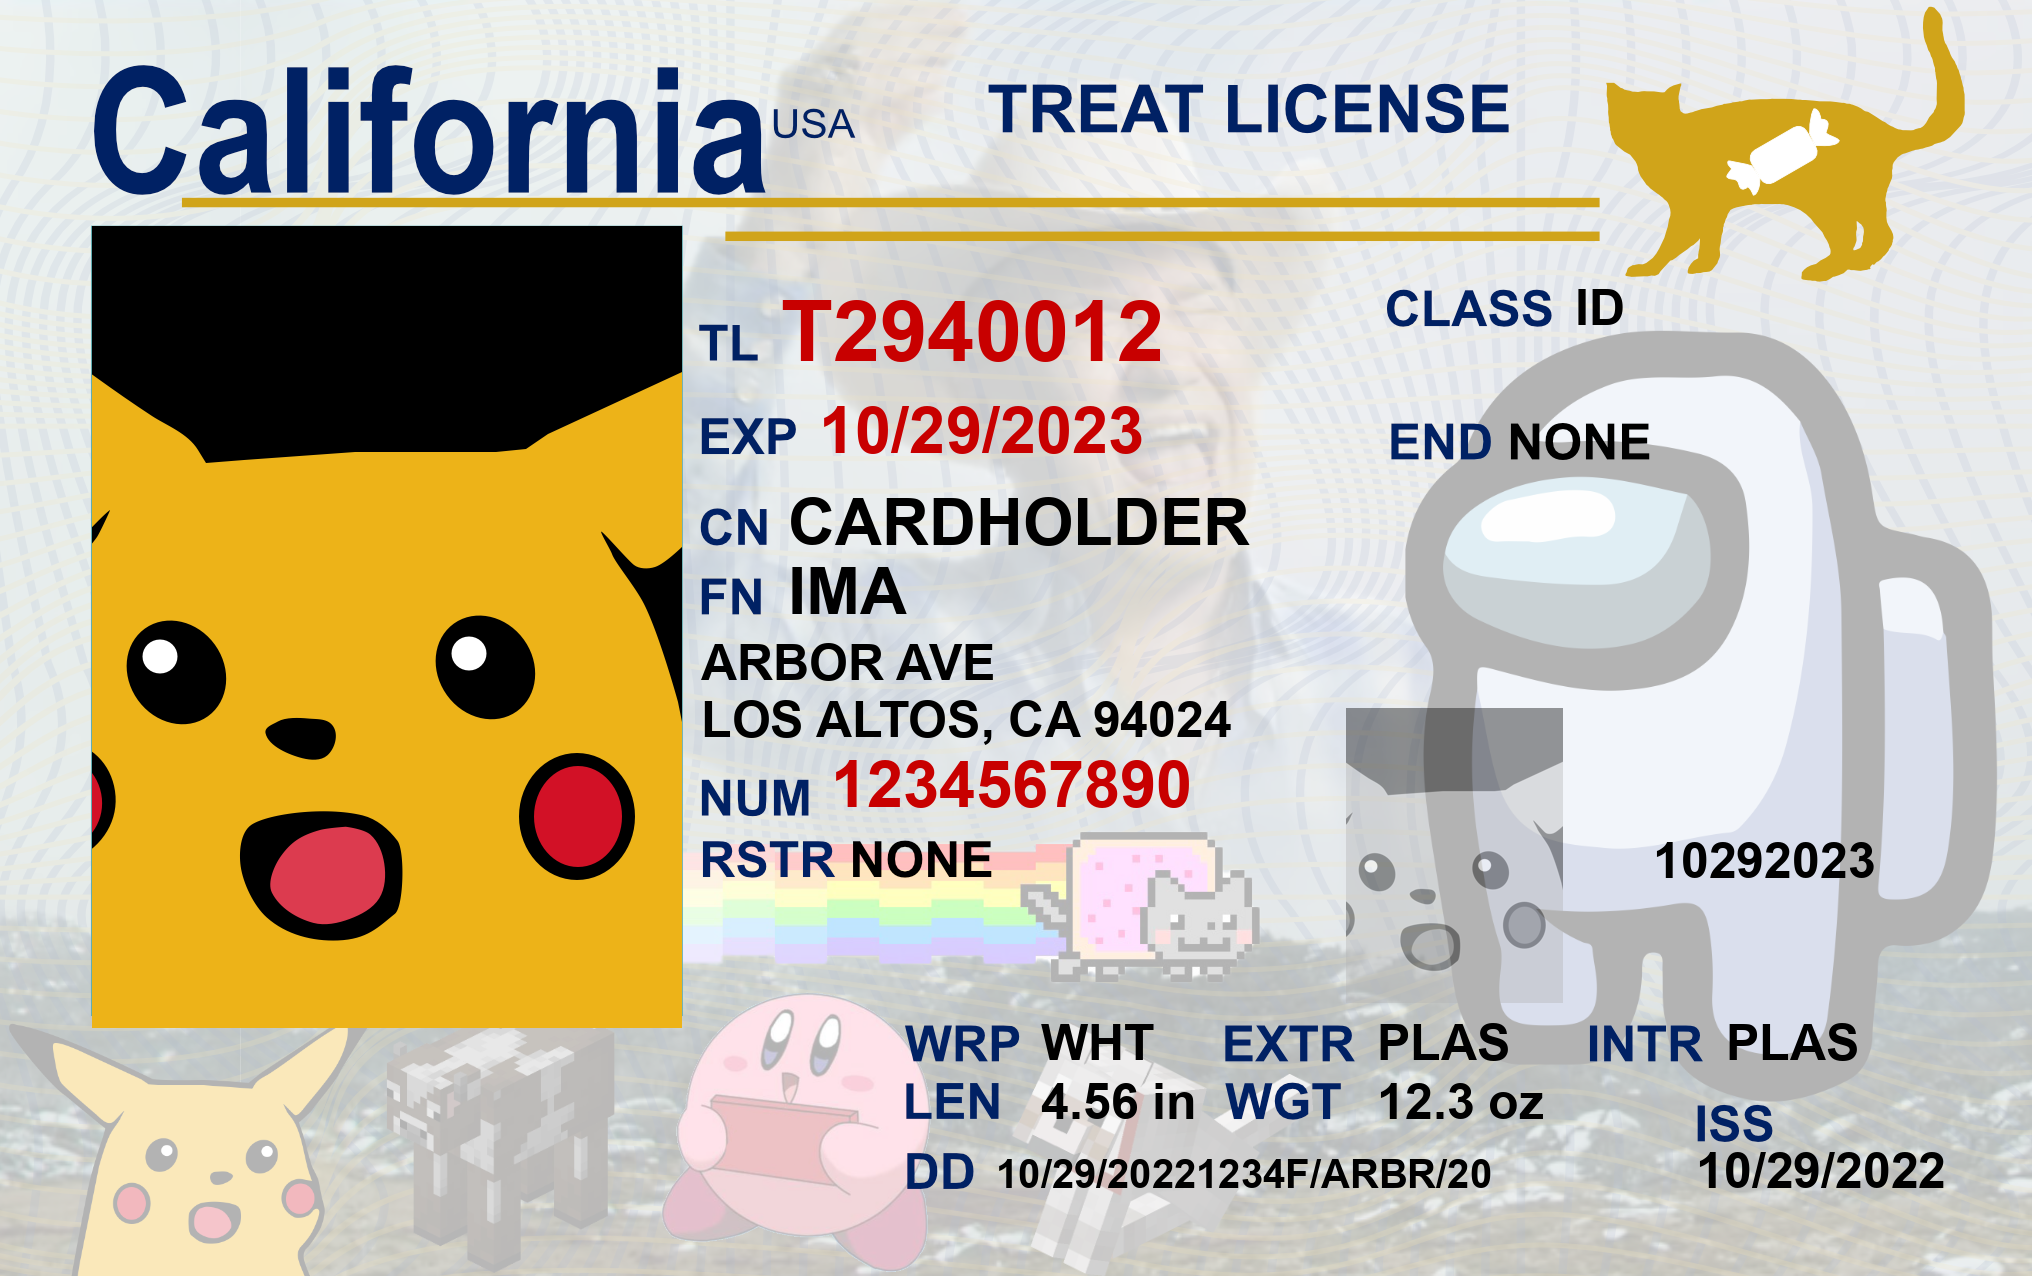 California USA TREAT LICENSE
TL T2940012
CLASS ID
EXP 10/29/2023
END NONE
CN CARDHOLDER
FN IMA
ARBOR AVE
LOS ALTOS, CA 94024
NUM 1234567890
RSTR NONE
10292023
WRP WHT EXTR PLAS INTR PLAS
LEN 4.56 in WGT 12.3 oz
ISS
DD 10/29/20221234F/ARBR/20
10/29/2022